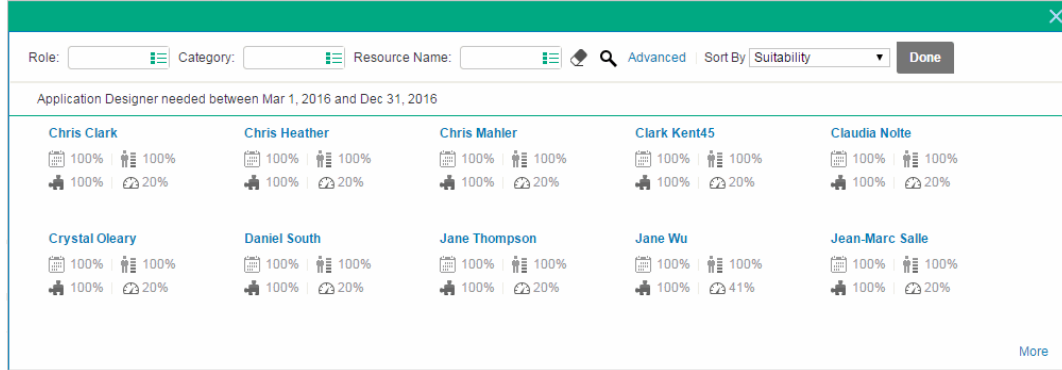 Role: Category: Resource Name: Advanced Sort By Suitability Done
Application Designer needed between Mar 1, 2016 and Dec 31, 2016
Chris Clark Chris Heather Chris Mahler Clark Kent45 Claudia Nolte
100% 100% 100% 100% 100% 100% 100% 100% 100% 100%
100% 20% 100% 20% 100% 20% 100% 20% 100% 20%
Crystal Oleary Daniel South Jane Thompson Jane Wu Jean-Marc Salle
100% 100% 100% 100% 100% 100% 100% 100% 100% 100%
100% 20% 100% 20% 100% 20% 100% 41% 100% 20%
More